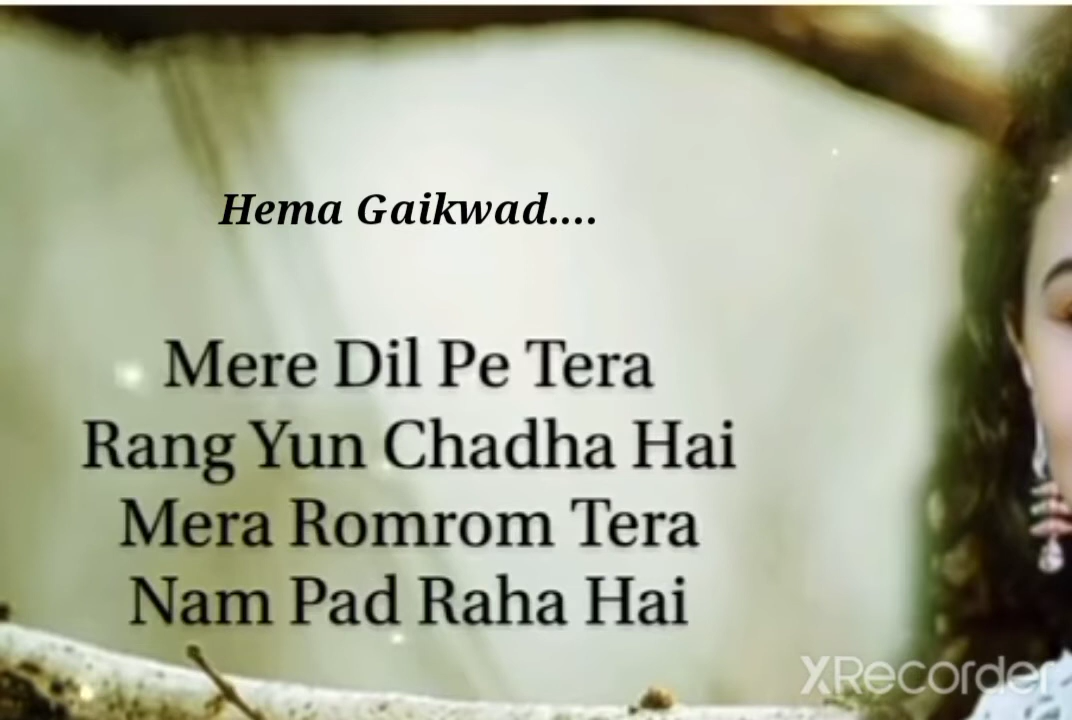 Hema Gaikwad....
Mere Dil Pe Tera
Rang Yun Chadha Hai
Mera Romrom Tera
Nam Pad Raha Hai
XRecorder